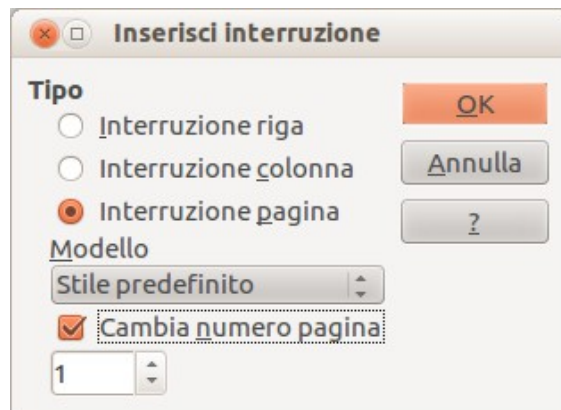 Inserisci interruzione
Tipo
Interruzione riga
Interruzione colonna
Interruzione pagina
Modello
Stile predefinito
Cambia numero pagina
1
OK
Annulla
?